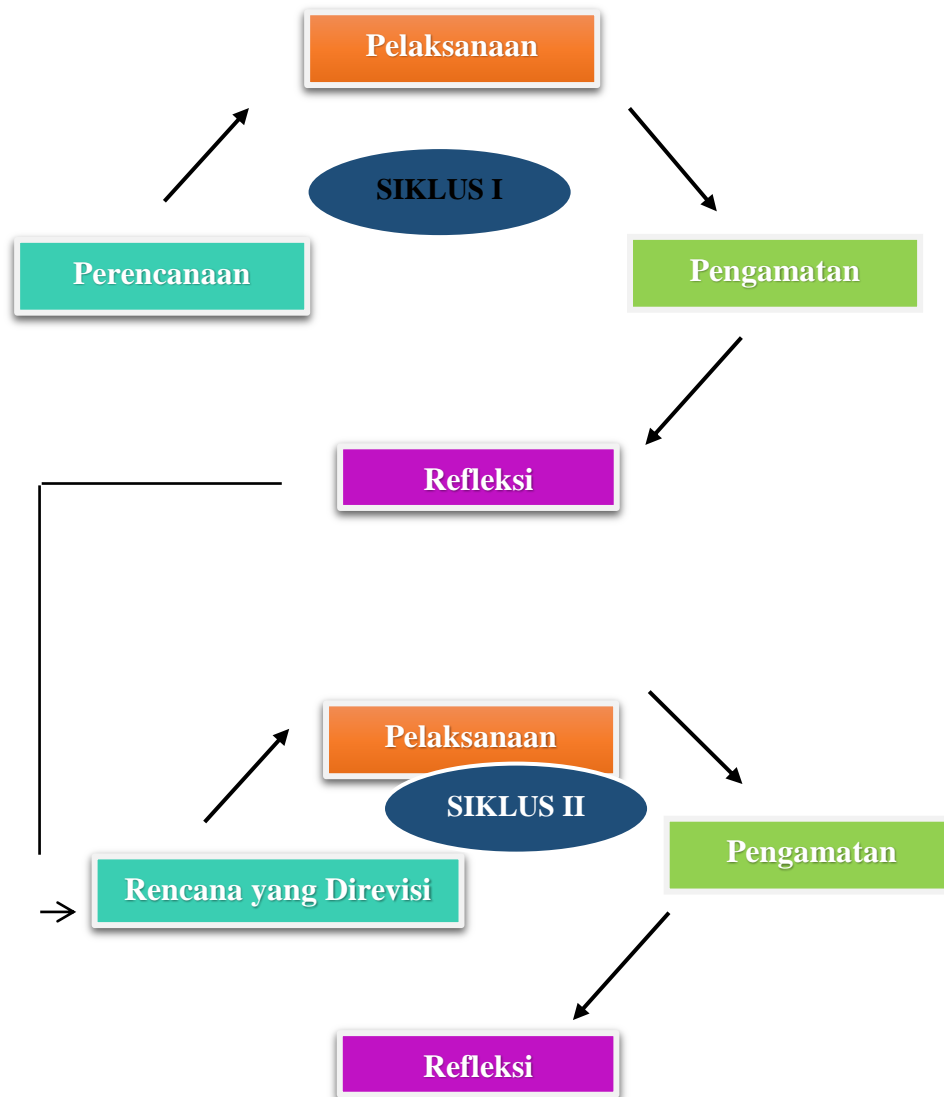 Pelaksanaan
SIKLUS I
Perencanaan
Pengamatan
Refleksi
Pelaksanaan
SIKLUS II
Pengamatan
Rencana yang Direvisi
Refleksi